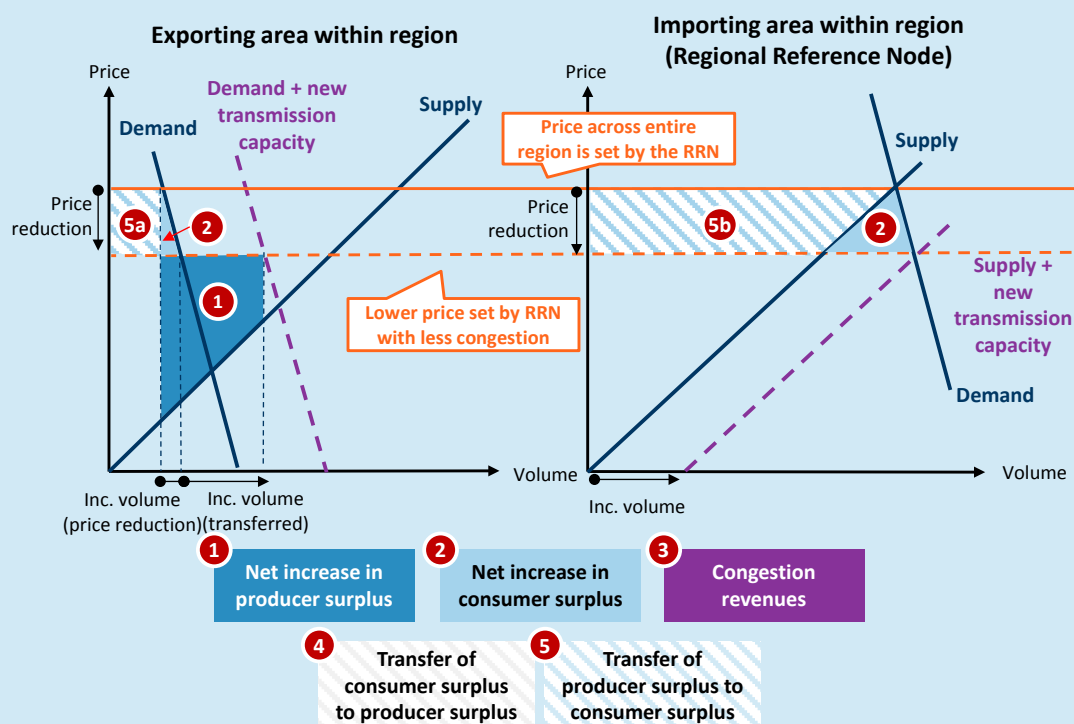 Exporting area within region
Price
Demand
Demand + new
transmission
capacity
Supply
Price across entire
region is set by the RRN
Price
reduction
5a
2
1
Lower price set by RRN
with less congestion
Volume
Inc. volume
(price reduction)
Inc. volume
(transferred)
Importing area within region
(Regional Reference Node)
Price
Supply
Price
reduction
5b
2
Supply +
new
transmission
capacity
Demand
Volume
Inc. volume
1
Net increase in
producer surplus
2
Net increase in
consumer surplus
3
Congestion
revenues
4
Transfer of
consumer surplus
to producer surplus
5
Transfer of
producer surplus to
consumer surplus